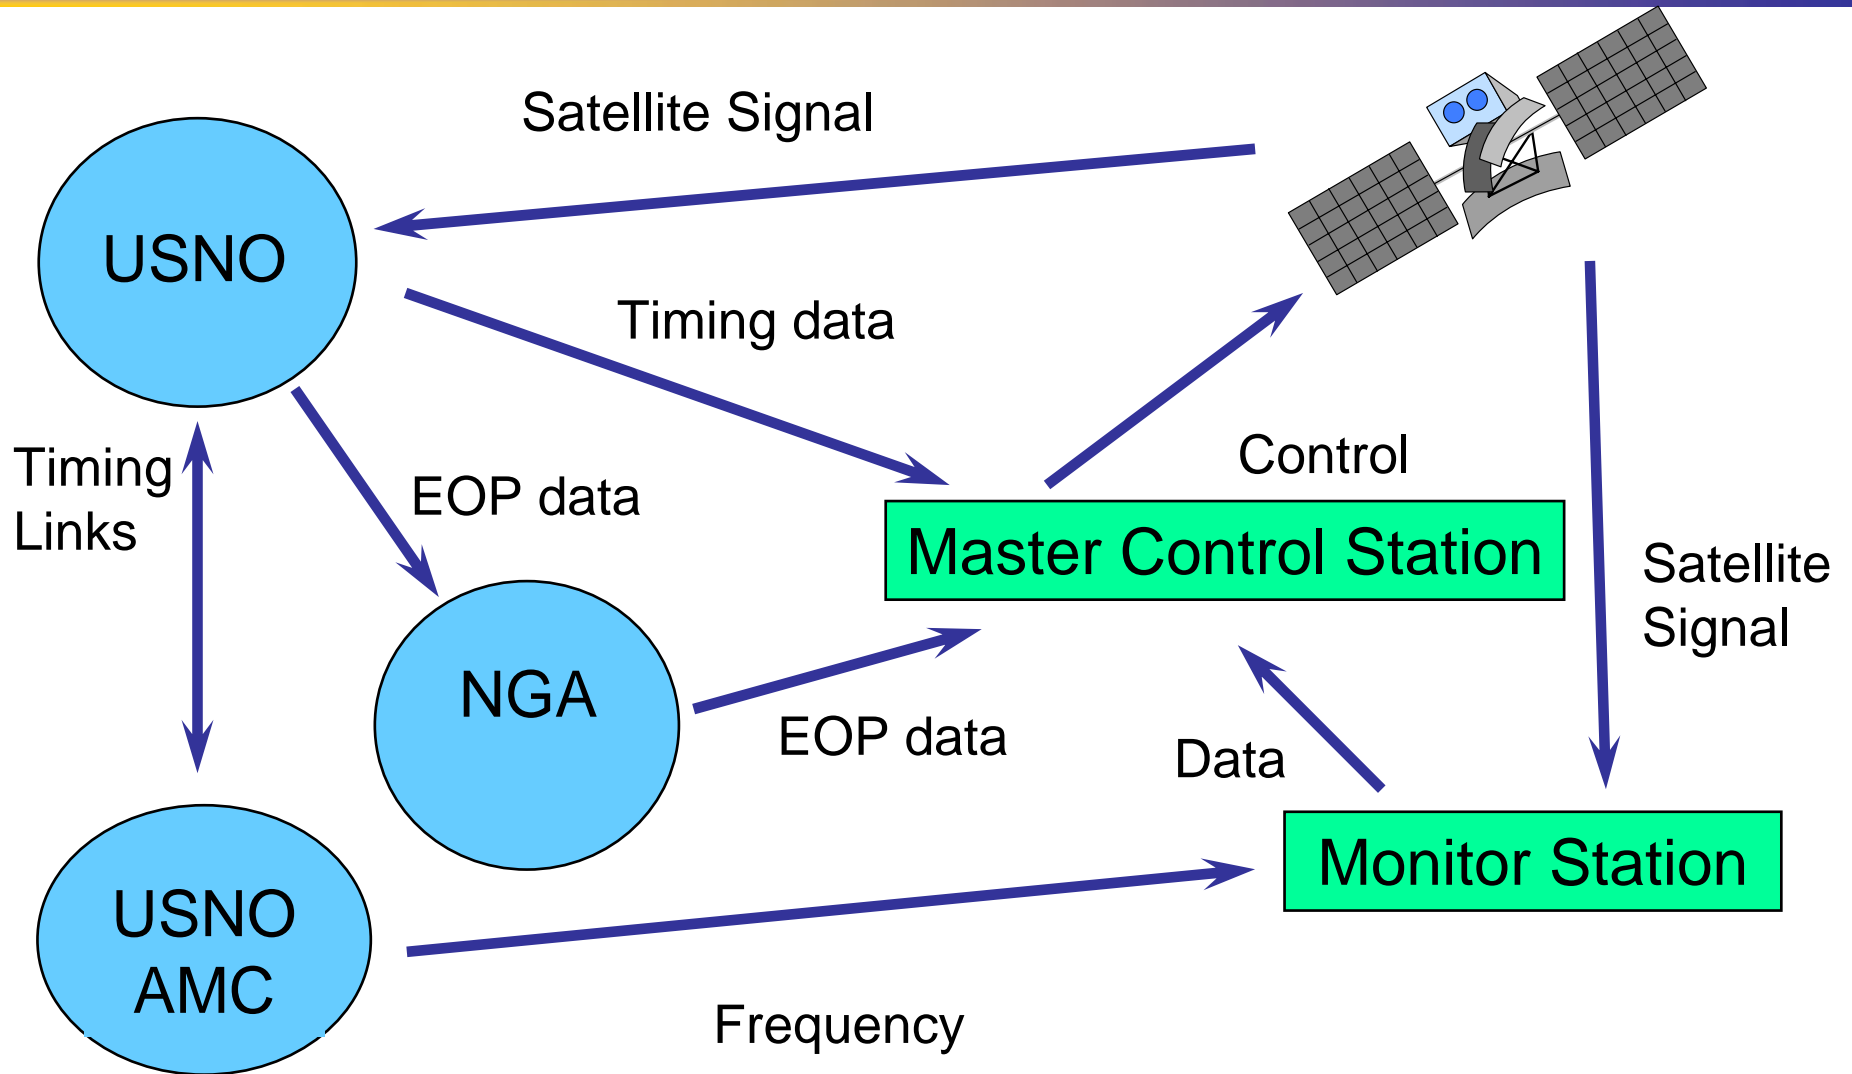 Satellite Signal
USNO
Timing data
Timing
Links
EOP data
Control
Master Control Station
Satellite
Signal
NGA
EOP data
Data
Monitor Station
USNO
AMC
Frequency